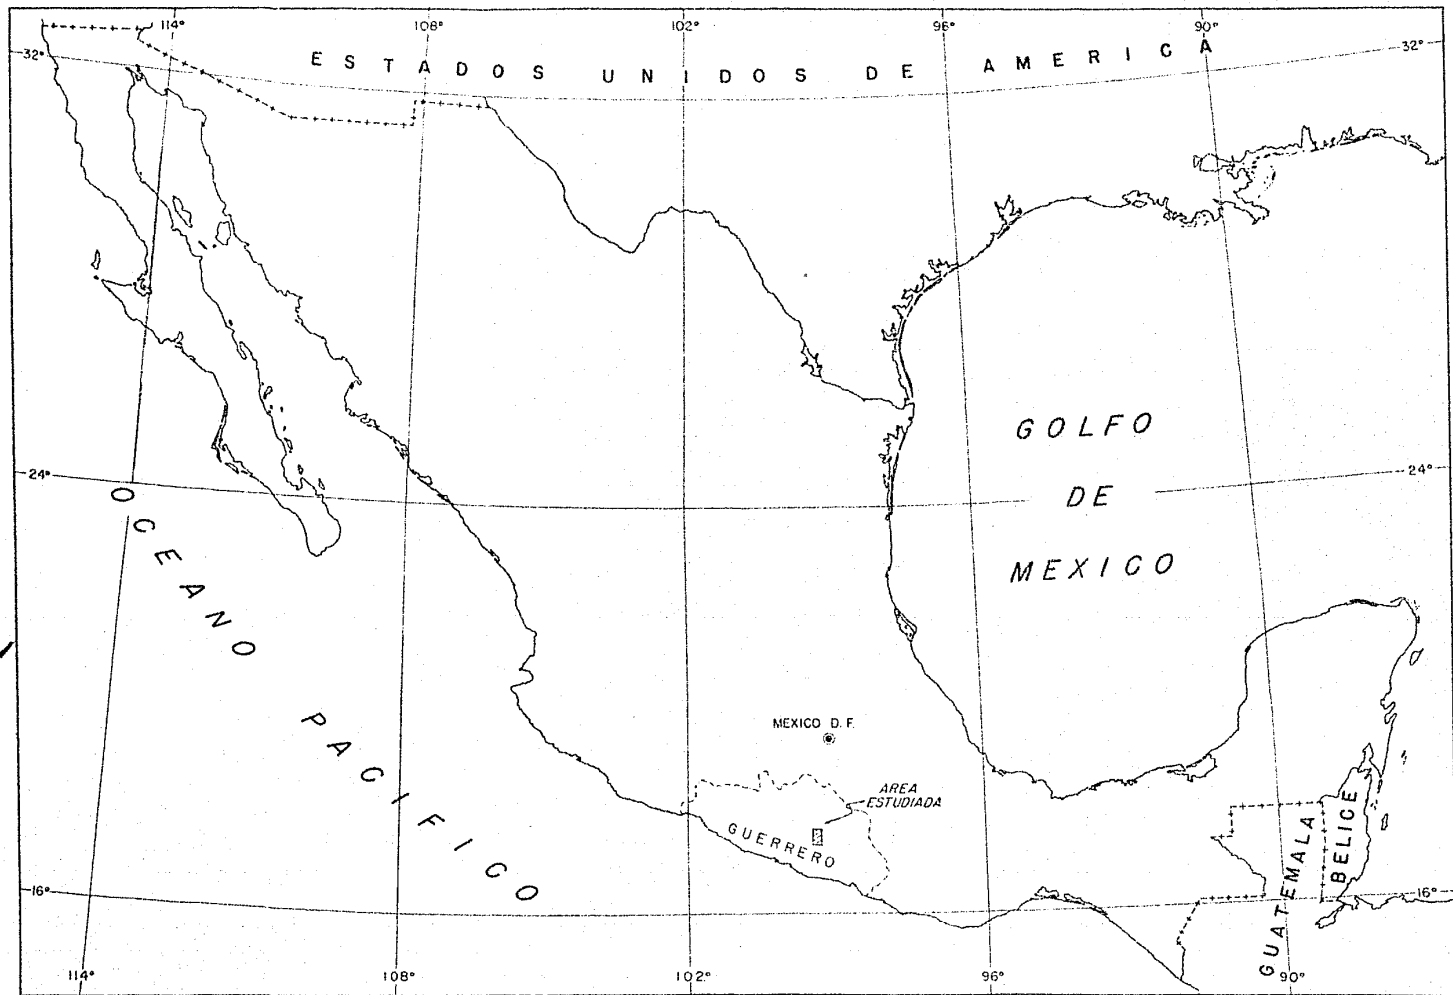 114° 108° 102° 96° 90°
32° ESTADOS UNIDOS DE AMERICA 32°
GOLFO
DE
MEXICO
24° 24°
OCEANO PACIFICO
MEXICO D. F.
AREA
ESTUDIADA
GUERRERO
GUATEMALA
BELICE
16° 16°
114° 108° 102° 96° 90°